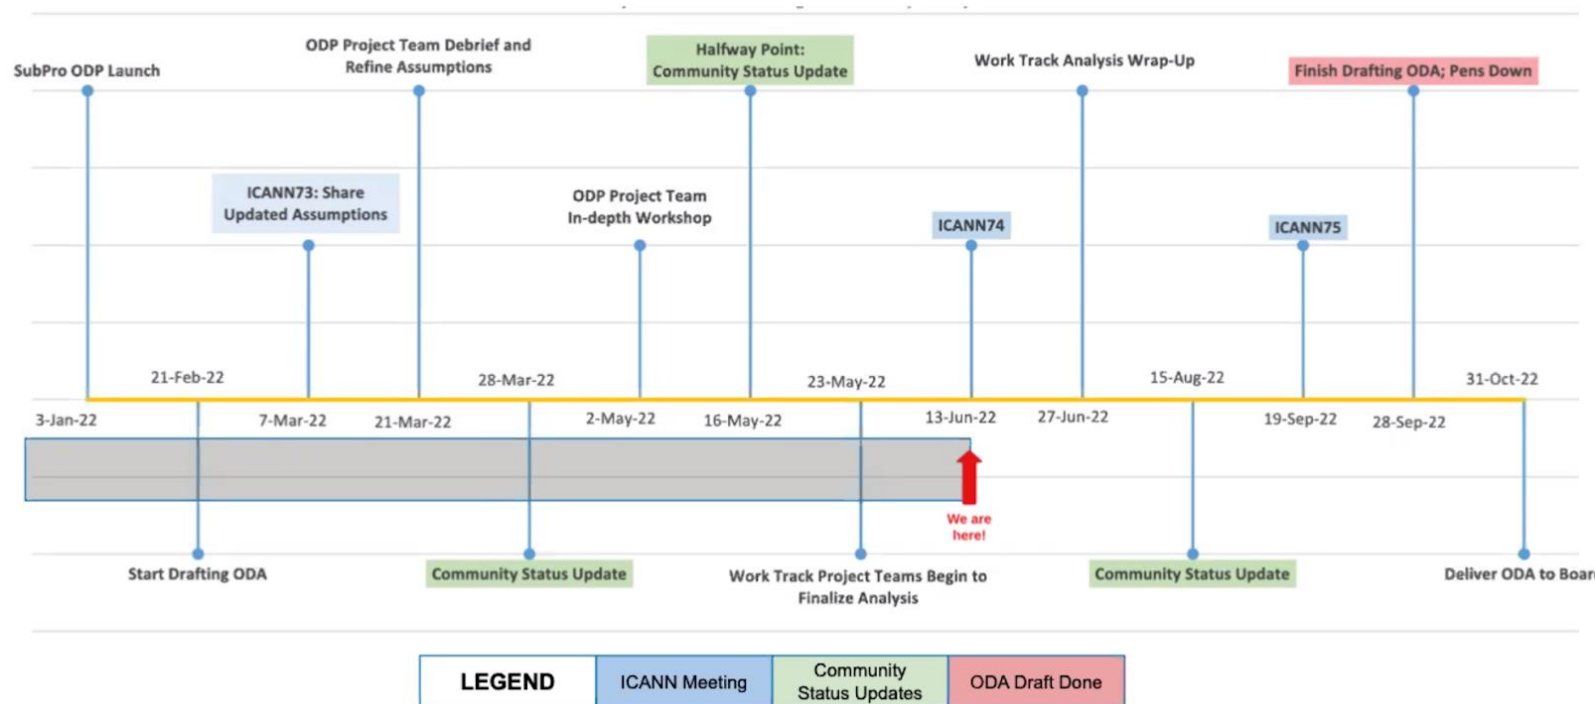 ODP Project Team Debrief and
Refine Assumptions
Halfway Point:
Community Status Update
Work Track Analysis Wrap-Up
SubPro ODP Launch
Finish Drafting ODA; Pens Down
ICANN73: Share
Updated Assumptions
ODP Project Team
In-depth Workshop
ICANN74
ICANN75
21-Feb-22
28-Mar-22
23-May-22
15-Aug-22
31-Oct-22
3-Jan-22
7-Mar-22
21-Mar-22
2-May-22
16-May-22
13-Jun-22
27-Jun-22
19-Sep-22
28-Sep-22
We are
here!
Start Drafting ODA
Community Status Update
Work Track Project Teams Begin to
Finalize Analysis
Community Status Update
Deliver ODA to Boar
LEGEND
ICANN Meeting
Community
Status Updates
ODA Draft Done